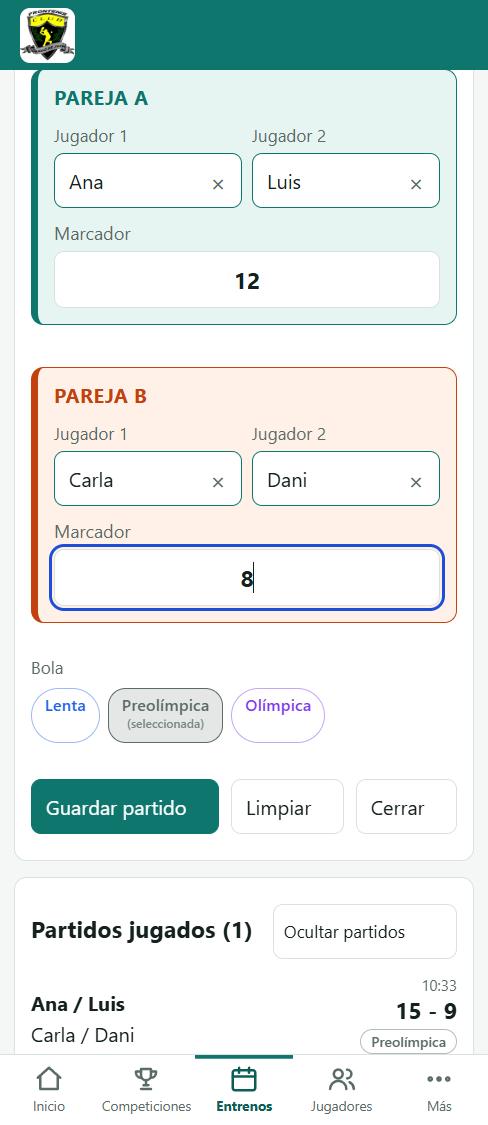 FRONTENIS
CLUB
PAREJA A
Jugador 1 Jugador 2
Ana × Luis ×
Marcador
12
PAREJA B
Jugador 1 Jugador 2
Carla × Dani ×
Marcador
8
Bola
Lenta Preolímpica Olímpica
(seleccionada)
Guardar partido Limpiar Cerrar
Partidos jugados (1) Ocultar partidos
10:33
Ana / Luis 15 - 9
Carla / Dani Preolímpica
Inicio Competiciones Entrenos Jugadores Más